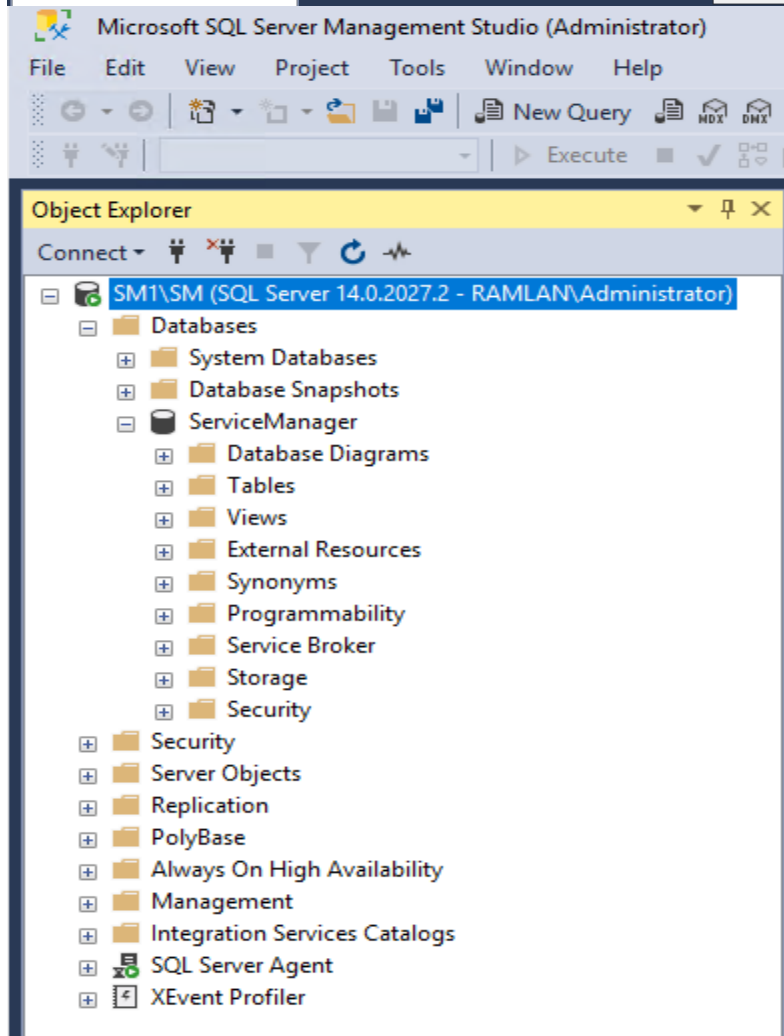 Microsoft SQL Server Management Studio (Administrator)
File Edit View Project Tools Window Help
New Query MDX DMX
Execute
Object Explorer
Connect
SM1\SM (SQL Server 14.0.2027.2 - RAMLAN\Administrator)
Databases
System Databases
Database Snapshots
ServiceManager
Database Diagrams
Tables
Views
External Resources
Synonyms
Programmability
Service Broker
Storage
Security
Security
Server Objects
Replication
PolyBase
Always On High Availability
Management
Integration Services Catalogs
SQL Server Agent
XEvent Profiler